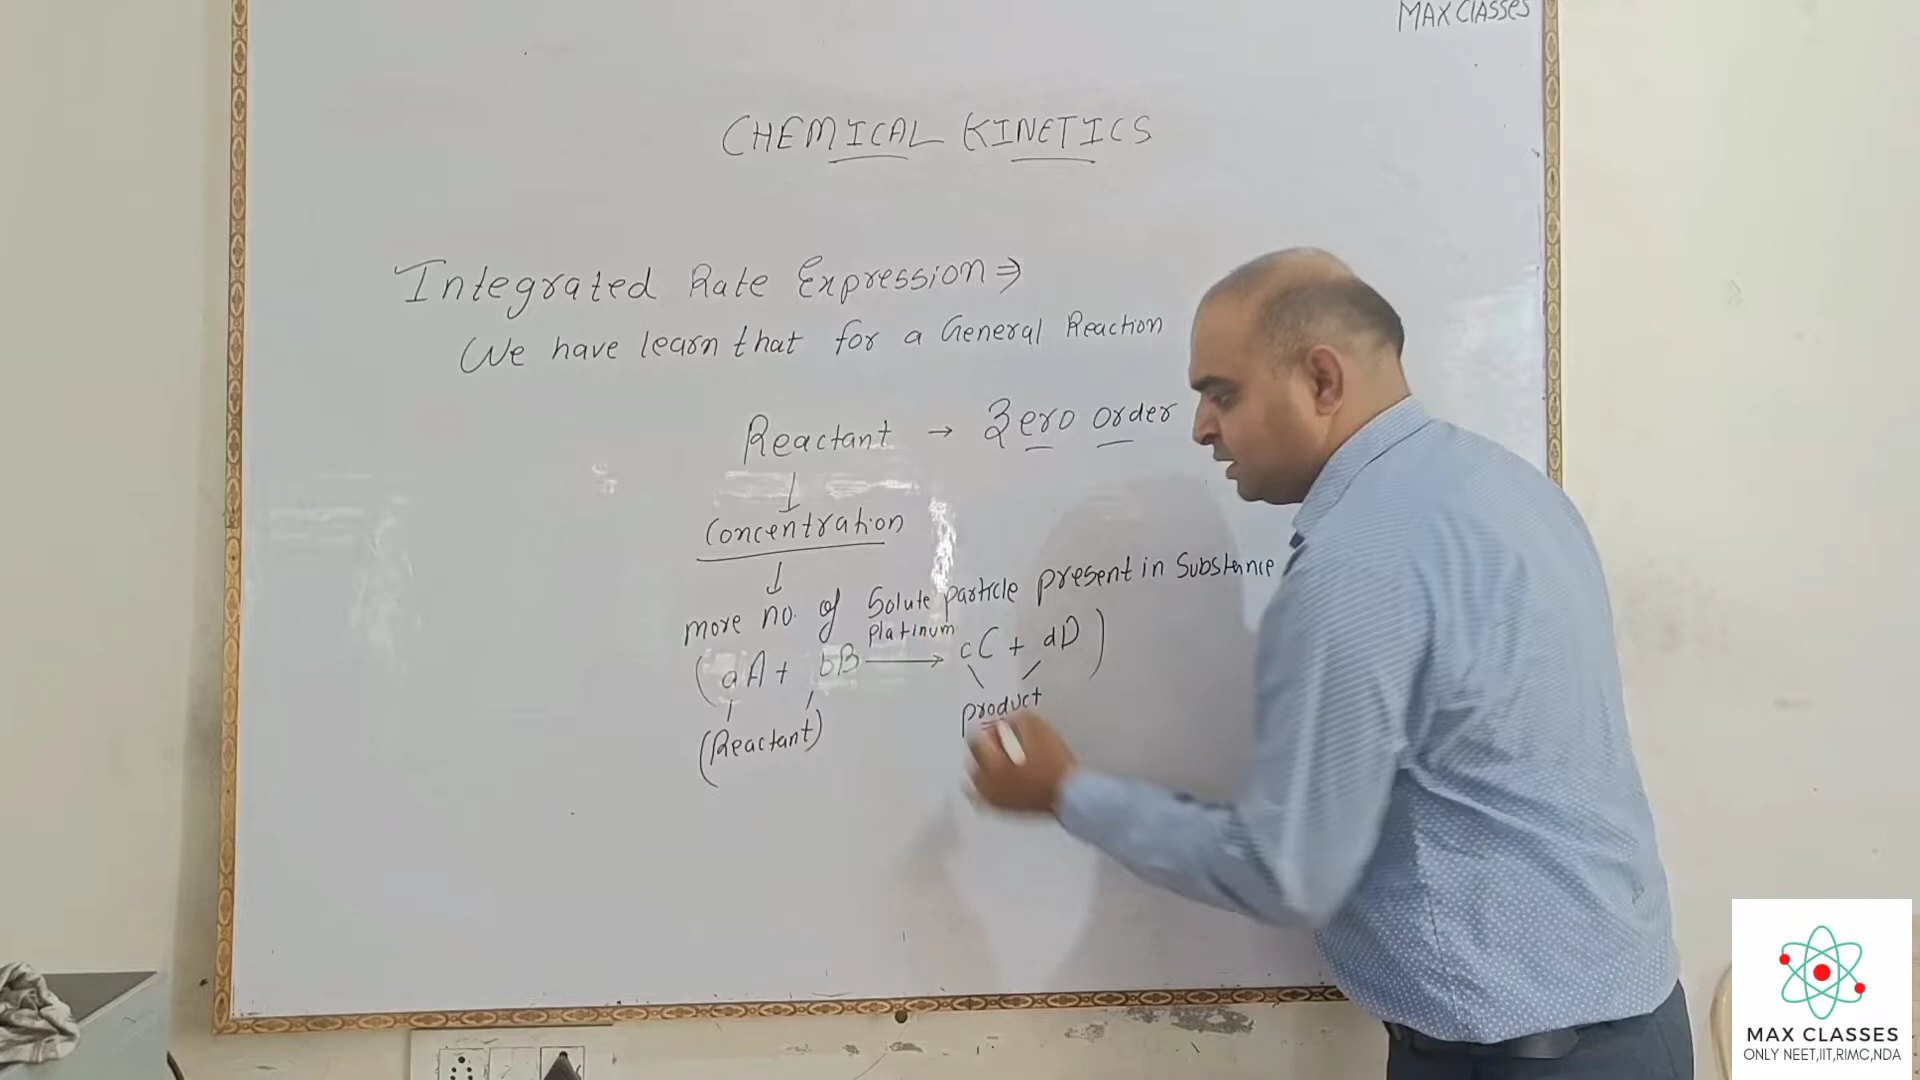 MAX ClAsses
CHEMICAL KINETICS
Integrated Rate Expression ⇒
We have learn that for a General Reaction
Reactant → Zero order
↓
Concentration
↓
more no. of Solute particle present in Substance
Platinum
(aA + bB ⟶ cC + dD)
(Reactant) product
MAX CLASSES
ONLY NEET,IIT,RIMC,NDA